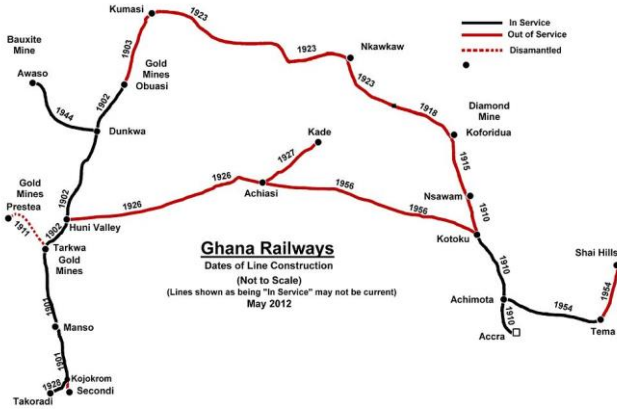 Kumasi
1923
In Service
Out of Service
Disamantled
Bauxite
Mine
Awaso
1944
1903
Gold
Mines
Obuasi
1902
Dunkwa
1923
Nkawkaw
1923
1918
Diamond
Mine
Koforidua
1915
Kade
1927
1926
Achiasi
1956
1956
Nsawam
1910
Kotoku
Gold
Mines
Prestea
1911
1902
1902
Huni Valley
1926
Tarkwa
Gold
Mines
Ghana Railways
Dates of Line Construction
(Not to Scale)
(Lines shown as being "In Service" may not be current)
May 2012
1910
Shai Hills
1954
Achimota
1954
1910
Accra
Tema
1901
Manso
1901
Kojokrom
1928
Secondi
Takoradi